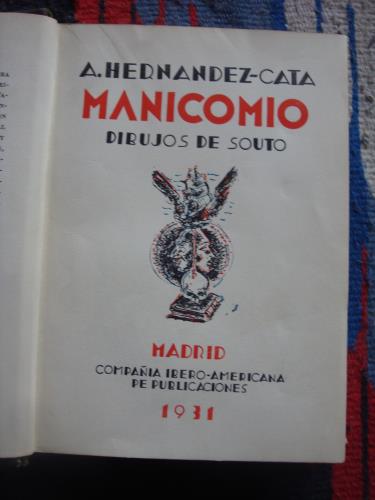 A. HERNANDEZ-CATA
MANICOMIO
DIBUJOS DE SOUTO
MADRID
COMPAÑIA IBERO-AMERICANA
DE PUBLICACIONES
1931